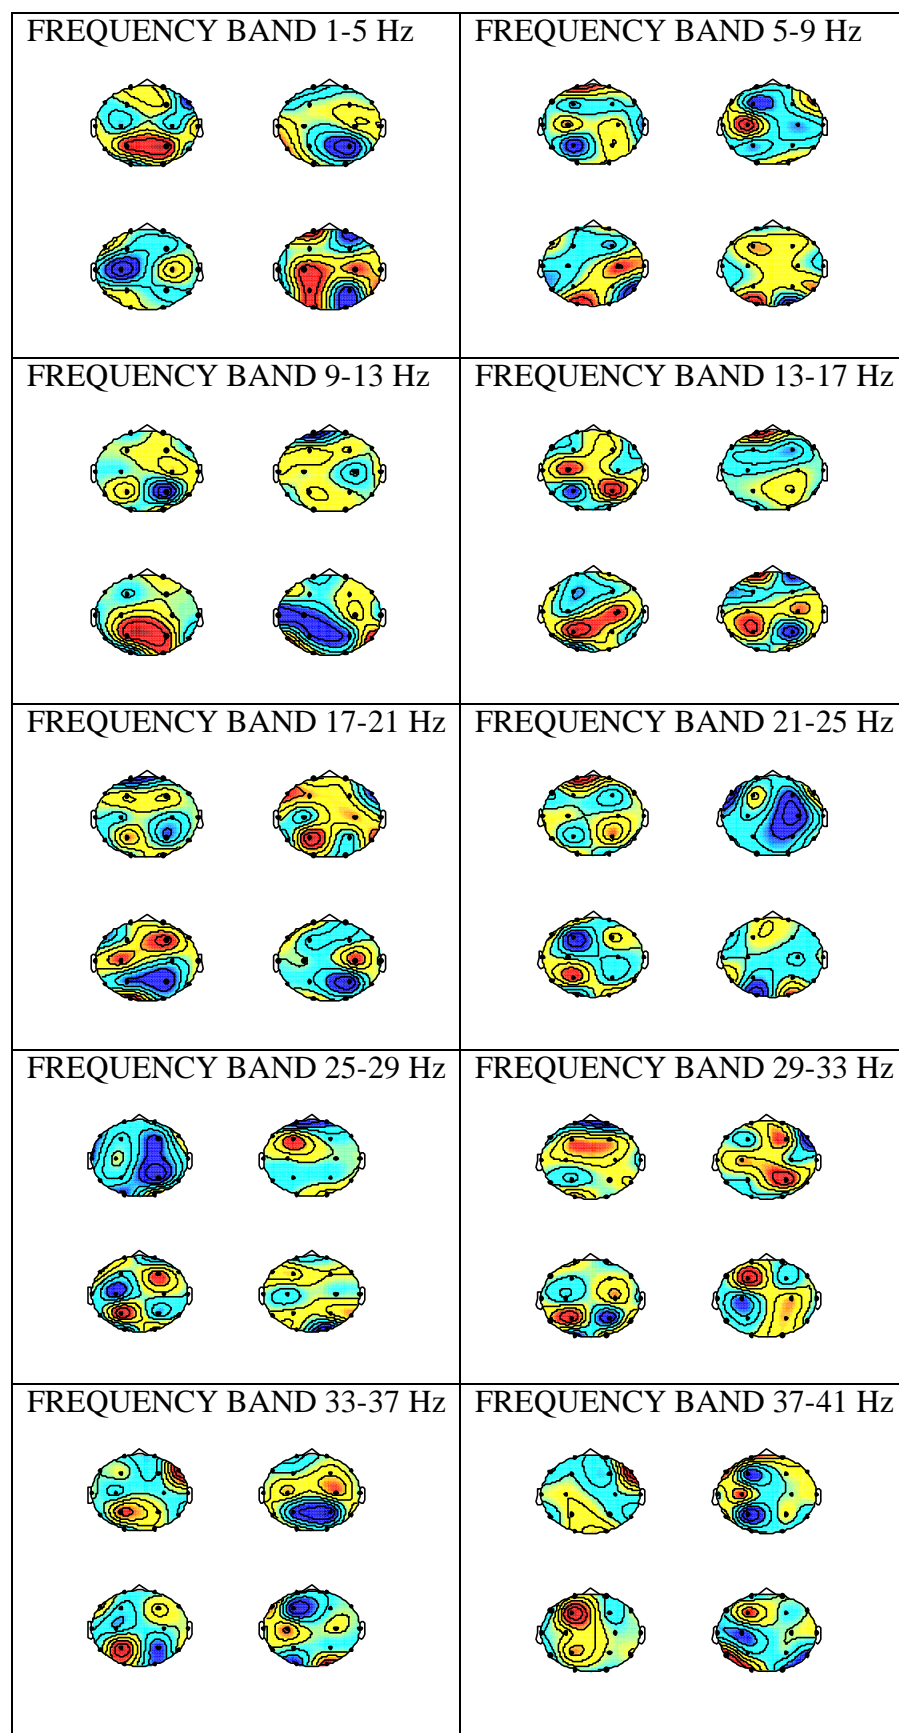 FREQUENCY BAND 1-5 Hz
FREQUENCY BAND 5-9 Hz
FREQUENCY BAND 9-13 Hz
FREQUENCY BAND 13-17 Hz
FREQUENCY BAND 17-21 Hz
FREQUENCY BAND 21-25 Hz
FREQUENCY BAND 25-29 Hz
FREQUENCY BAND 29-33 Hz
FREQUENCY BAND 33-37 Hz
FREQUENCY BAND 37-41 Hz